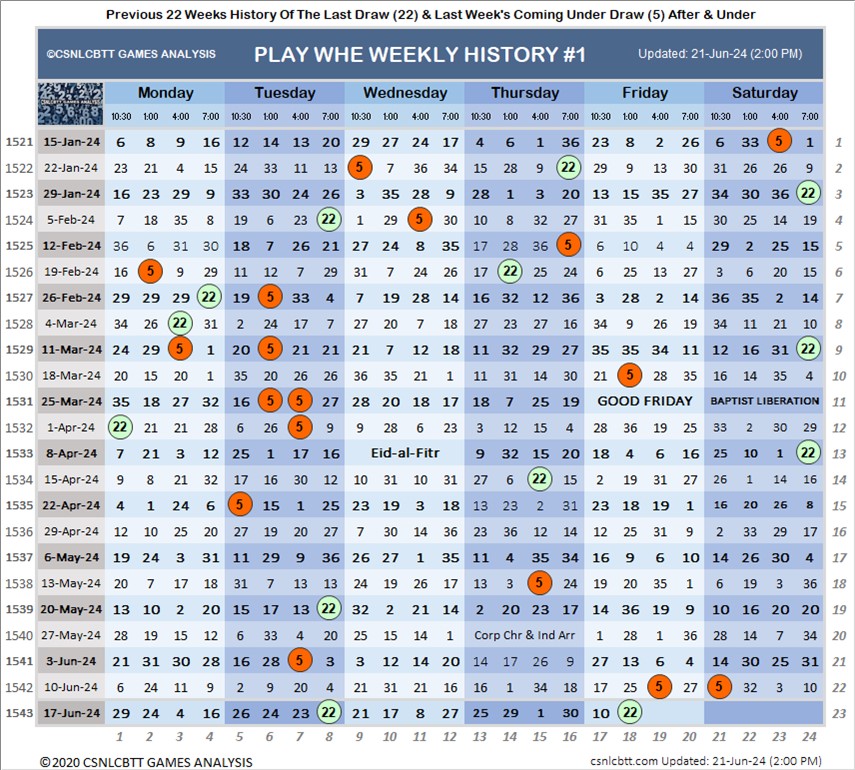 Previous 22 Weeks History Of The Last Draw (22) & Last Week's Coming Under Draw (5) After & Under
©CSNLCBTT GAMES ANALYSIS PLAY WHE WEEKLY HISTORY #1 Updated: 21-Jun-24 (2:00 PM)
Monday Tuesday Wednesday Thursday Friday Saturday
10:30 1:00 4:00 7:00 10:30 1:00 4:00 7:00 10:30 1:00 4:00 7:00 10:30 1:00 4:00 7:00 10:30 1:00 4:00 7:00 10:30 1:00 4:00 7:00
1521 15-Jan-24 6 8 9 16 12 14 13 20 29 27 24 17 4 6 1 36 23 8 2 26 6 33 5 1 1
1522 22-Jan-24 23 21 4 15 24 33 11 13 5 7 36 34 15 28 9 22 29 9 13 30 31 26 26 9 2
1523 29-Jan-24 16 23 29 9 33 30 24 26 3 35 28 9 28 1 3 20 13 15 35 27 34 30 36 22 3
1524 5-Feb-24 7 18 35 8 19 6 23 22 1 29 5 30 10 8 32 27 31 35 1 15 30 25 14 19 4
1525 12-Feb-24 36 6 31 30 18 7 26 21 27 24 8 35 17 28 36 5 6 10 4 4 29 2 25 15 5
1526 19-Feb-24 16 5 9 29 11 12 7 29 31 7 24 26 17 22 25 24 6 25 13 27 3 6 20 15 6
1527 26-Feb-24 29 29 29 22 19 5 33 4 7 19 28 14 16 32 12 36 3 28 2 14 36 35 2 14 7
1528 4-Mar-24 34 26 22 31 2 24 17 7 27 20 7 18 27 23 27 16 34 9 26 19 34 11 21 10 8
1529 11-Mar-24 24 29 5 1 20 5 21 21 21 7 12 18 11 32 29 27 35 35 34 11 12 16 31 22 9
1530 18-Mar-24 20 15 20 1 35 20 26 26 36 35 21 1 11 31 14 30 21 5 28 35 16 14 35 4 10
1531 25-Mar-24 35 18 27 32 16 5 5 27 28 20 18 17 18 7 25 19 GOOD FRIDAY BAPTIST LIBERATION 11
1532 1-Apr-24 22 21 21 28 6 26 5 9 9 28 6 23 3 12 15 4 28 36 19 25 33 2 30 29 12
1533 8-Apr-24 7 21 3 12 25 1 17 16 Eid-al-Fitr 9 32 15 20 18 4 6 16 25 10 1 22 13
1534 15-Apr-24 9 8 21 32 17 16 30 12 10 31 10 31 27 6 22 15 2 19 31 27 26 1 14 16 14
1535 22-Apr-24 4 1 24 6 5 15 1 25 23 19 3 18 13 23 2 31 23 18 19 1 16 20 26 8 15
1536 29-Apr-24 12 10 25 20 27 19 20 27 7 30 14 36 23 36 12 14 12 25 31 9 2 33 29 17 16
1537 6-May-24 19 24 3 31 11 29 9 36 26 27 1 35 11 4 35 34 16 9 6 10 14 26 30 4 17
1538 13-May-24 20 7 17 18 31 7 13 13 24 19 26 17 13 3 5 24 19 20 35 1 6 19 3 36 18
1539 20-May-24 13 10 2 20 15 17 13 22 32 2 21 14 2 20 23 17 14 36 19 9 10 16 20 20 19
1540 27-May-24 28 19 15 12 6 33 4 20 25 15 14 1 Corp Chr & Ind Arr 1 28 1 36 28 14 7 34 20
1541 3-Jun-24 21 31 30 28 16 28 5 3 3 12 14 20 14 17 26 9 27 13 6 4 14 30 25 31 21
1542 10-Jun-24 6 24 11 9 2 9 20 4 21 31 21 16 16 1 34 18 17 25 5 27 5 32 3 10 22
1543 17-Jun-24 29 24 4 16 26 24 23 22 21 17 8 27 25 29 1 30 10 22 23
1 2 3 4 5 6 7 8 9 10 11 12 13 14 15 16 17 18 19 20 21 22 23 24
©2020 CSNLCBTT GAMES ANALYSIS csnlcbtt.com Updated: 21-Jun-24 (2:00 PM)